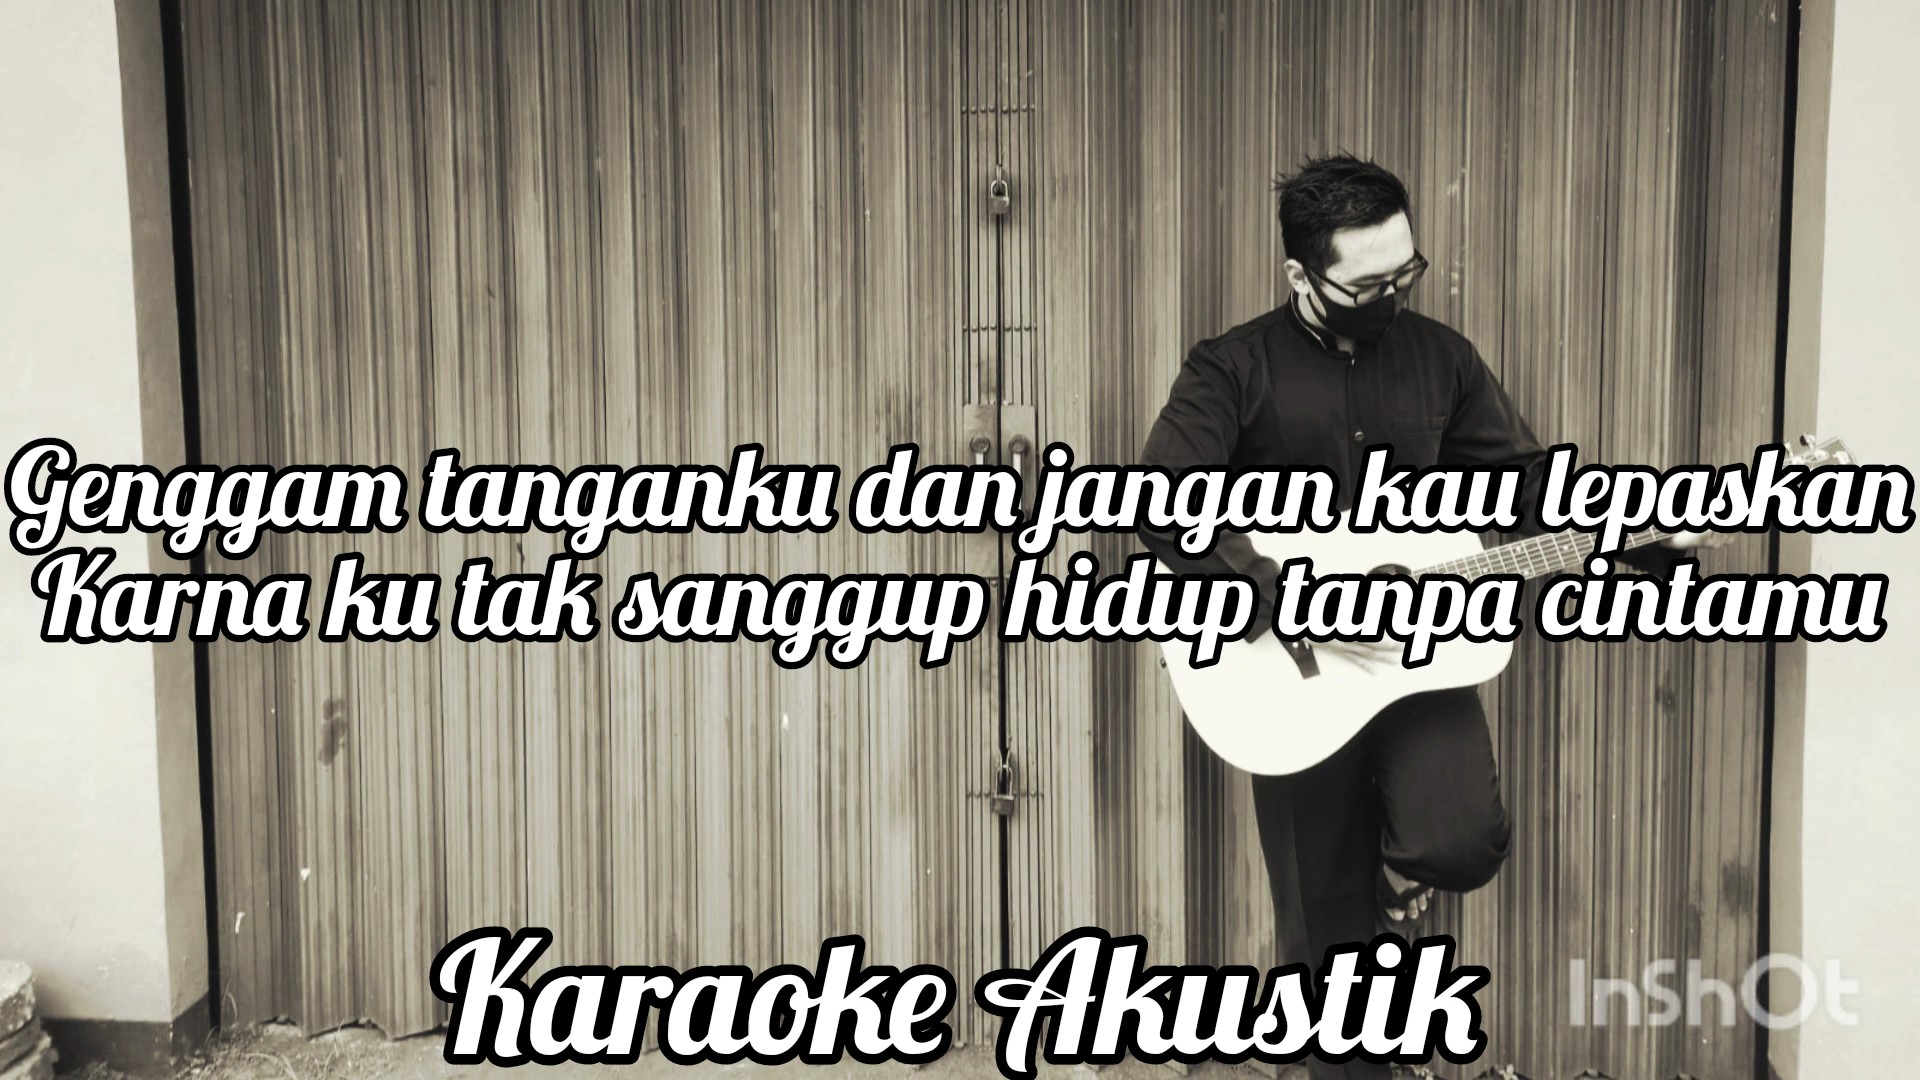 Genggam tanganku dan jangan kau lepaskan
Karna ku tak sanggup hidup tanpa cintamu
Karaoke Akustik
InShOt